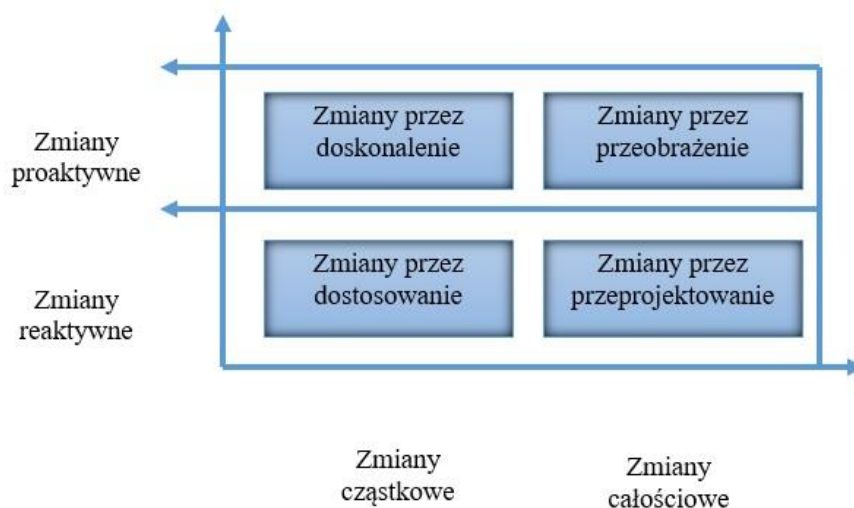 Zmiany
proaktywne
Zmiany przez
doskonalenie
Zmiany przez
przeobrażenie
Zmiany
reaktywne
Zmiany przez
dostosowanie
Zmiany przez
przeprojektowanie
Zmiany
cząstkowe
Zmiany
całościowe